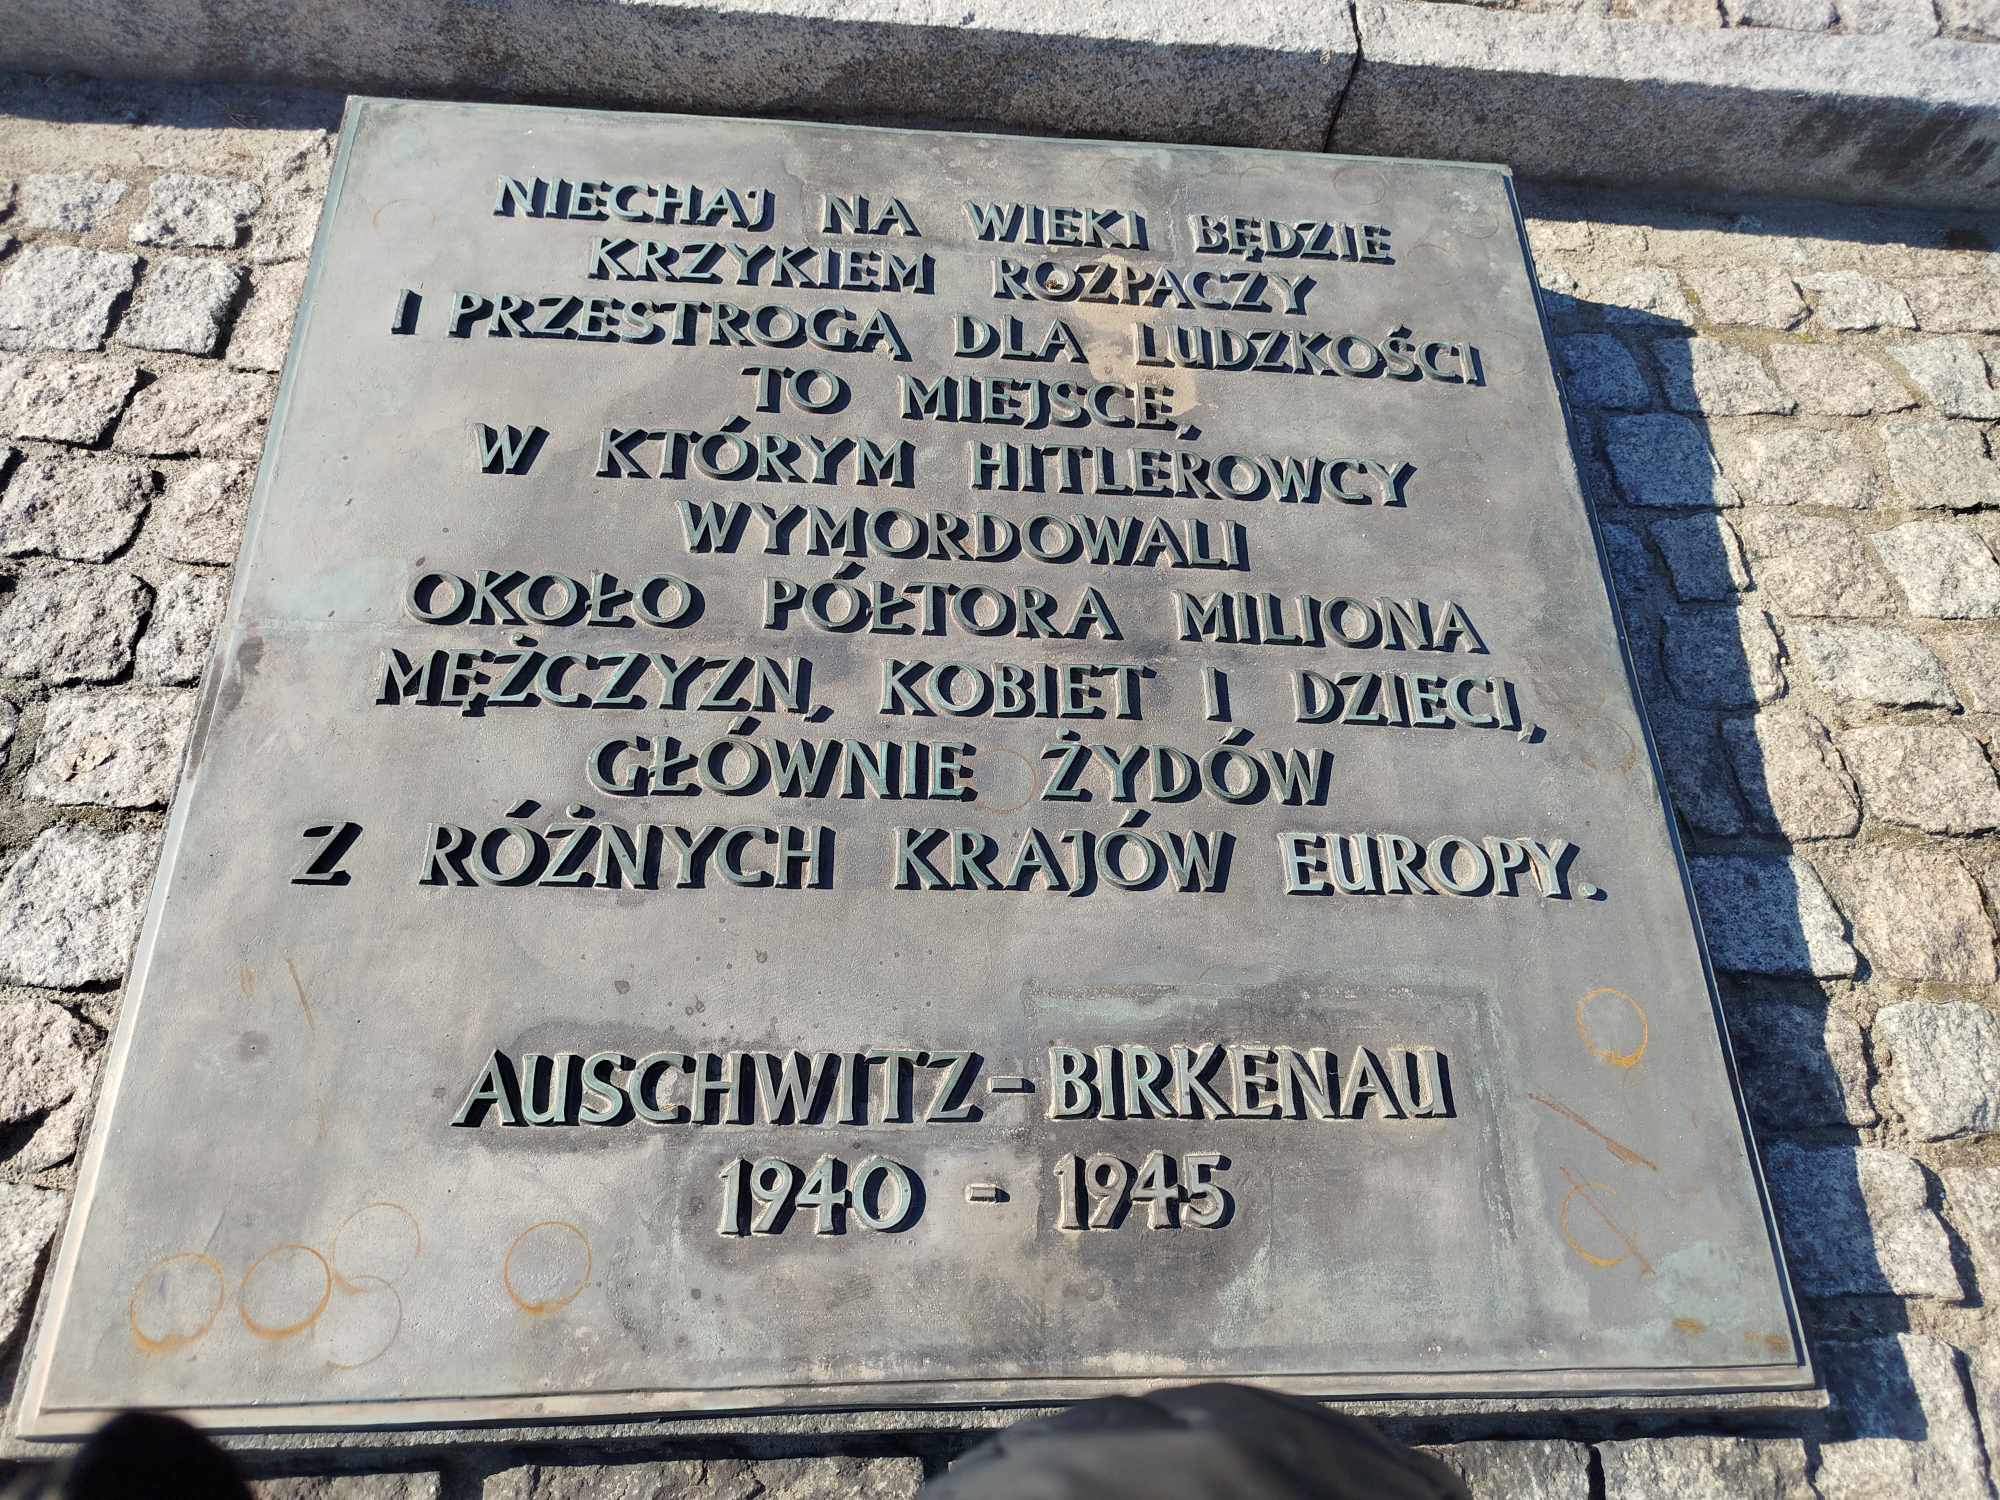 NIECHAJ NA WIEKI BĘDZIE
KRZYKIEM ROZPACZY
I PRZESTROGĄ DLA LUDZKOŚCI
TO MIEJSCE,
W KTÓRYM HITLEROWCY
WYMORDOWALI
OKOŁO PÓŁTORA MILIONA
MĘŻCZYZN, KOBIET I DZIECI,
GŁÓWNIE ŻYDÓW
Z RÓŻNYCH KRAJÓW EUROPY.
AUSCHWITZ-BIRKENAU
1940 - 1945